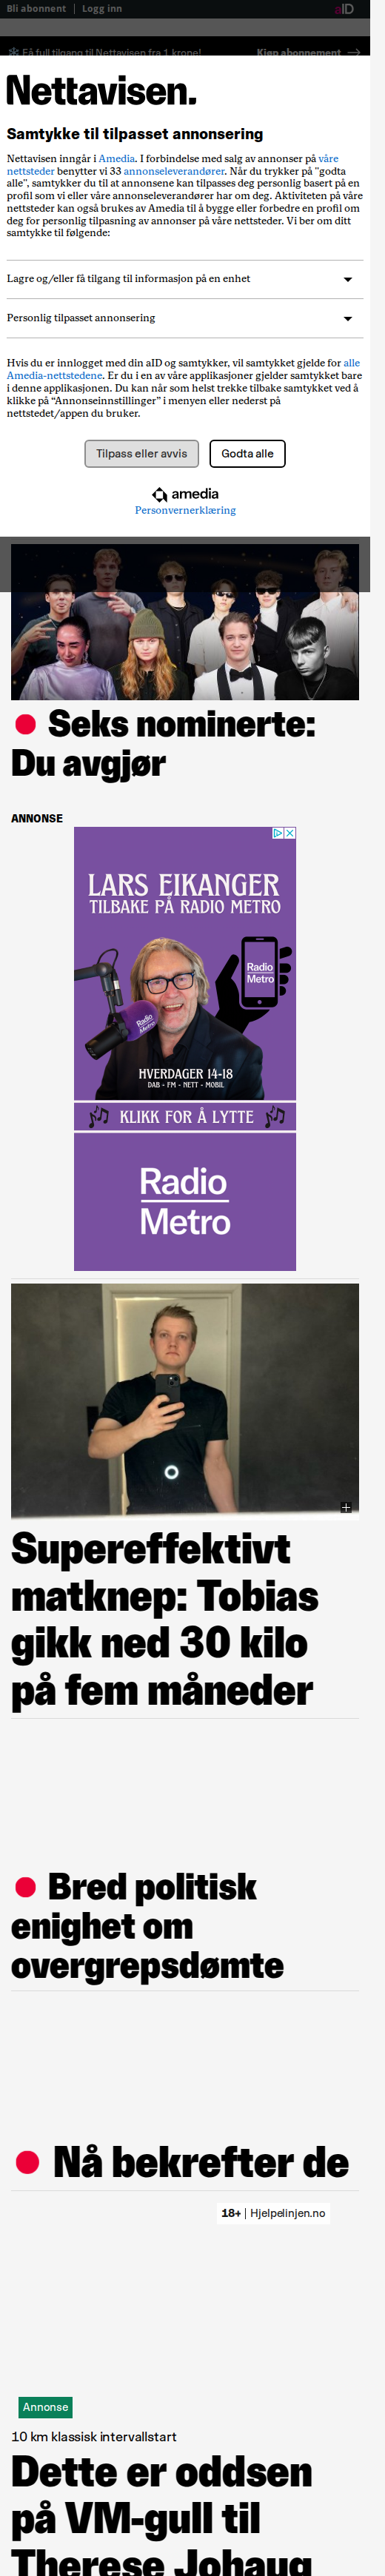 Bli abonnent | Logg inn
aID
Få full tilgang til Nettavisen fra 1 krone!
Kjøp abonnement →
Nettavisen.
Samtykke til tilpasset annonsering
Nettavisen inngår i Amedia. I forbindelse med salg av annonser på våre
nettsteder benytter vi 33 annonseleverandører. Når du trykker på "godta
alle", samtykker du til at annonsene kan tilpasses deg personlig basert på en
profil som vi eller våre annonseleverandører har om deg. Aktiviteten på våre
nettsteder kan også brukes av Amedia til å bygge eller forbedre en profil om
deg for personlig tilpasning av annonser på våre nettsteder. Vi ber om ditt
samtykke til følgende:
Lagre og/eller få tilgang til informasjon på en enhet
Personlig tilpasset annonsering
Hvis du er innlogget med din aID og samtykker, vil samtykket gjelde for alle
Amedia-nettstedene. Er du i en av våre applikasjoner gjelder samtykket bare
i denne applikasjonen. Du kan når som helst trekke tilbake samtykket ved å
klikke på “Annonseinnstillinger” i menyen eller nederst på
nettstedet/appen du bruker.
Tilpass eller avvis
Godta alle
amedia
Personvernerklæring
Seks nominerte:
Du avgjør
ANNONSE
LARS EIKANGER
TILBAKE PÅ RADIO METRO
Radio
Metro
Radio
Metro
HVERDAGER 14-18
DAB - FM - NETT - MOBIL
KLIKK FOR Å LYTTE
Radio
Metro
Supereffektivt
matknep: Tobias
gikk ned 30 kilo
på fem måneder
Bred politisk
enighet om
overgrepsdømte
Nå bekrefter de
18+ | Hjelpelinjen.no
Annonse
10 km klassisk intervallstart
Dette er oddsen
på VM-gull til
Therese Johaug